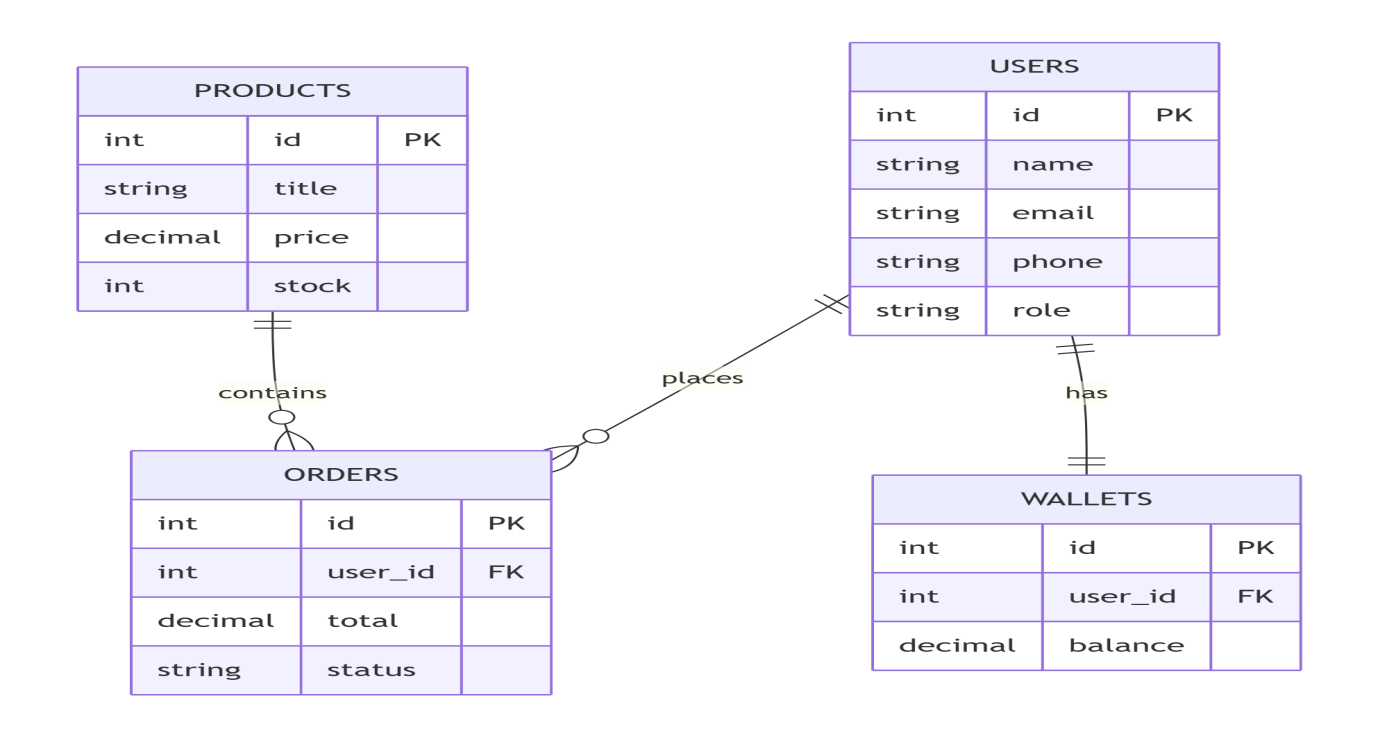 PRODUCTS
int id PK
string title
decimal price
int stock
USERS
int id PK
string name
string email
string phone
string role
contains
places
has
ORDERS
int id PK
int user_id FK
decimal total
string status
WALLETS
int id PK
int user_id FK
decimal balance